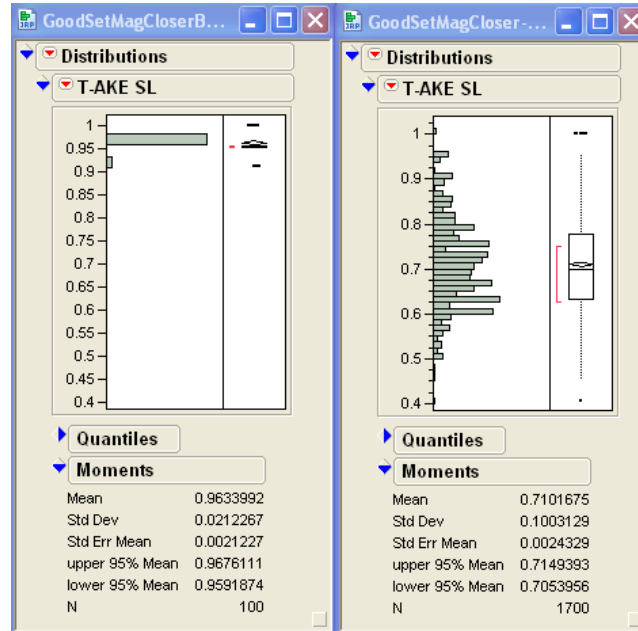 GoodSetMagCloserB...
Distributions
T-AKE SL
1
0.95
0.9
0.85
0.8
0.75
0.7
0.65
0.6
0.55
0.5
0.45
0.4
Quantiles
Moments
Mean 0.9633992
Std Dev 0.0212267
Std Err Mean 0.0021227
upper 95% Mean 0.9676111
lower 95% Mean 0.9591874
N 100
GoodSetMagCloser-...
Distributions
T-AKE SL
1
0.9
0.8
0.7
0.6
0.5
0.4
Quantiles
Moments
Mean 0.7101675
Std Dev 0.1003129
Std Err Mean 0.0024329
upper 95% Mean 0.7149393
lower 95% Mean 0.7053956
N 1700